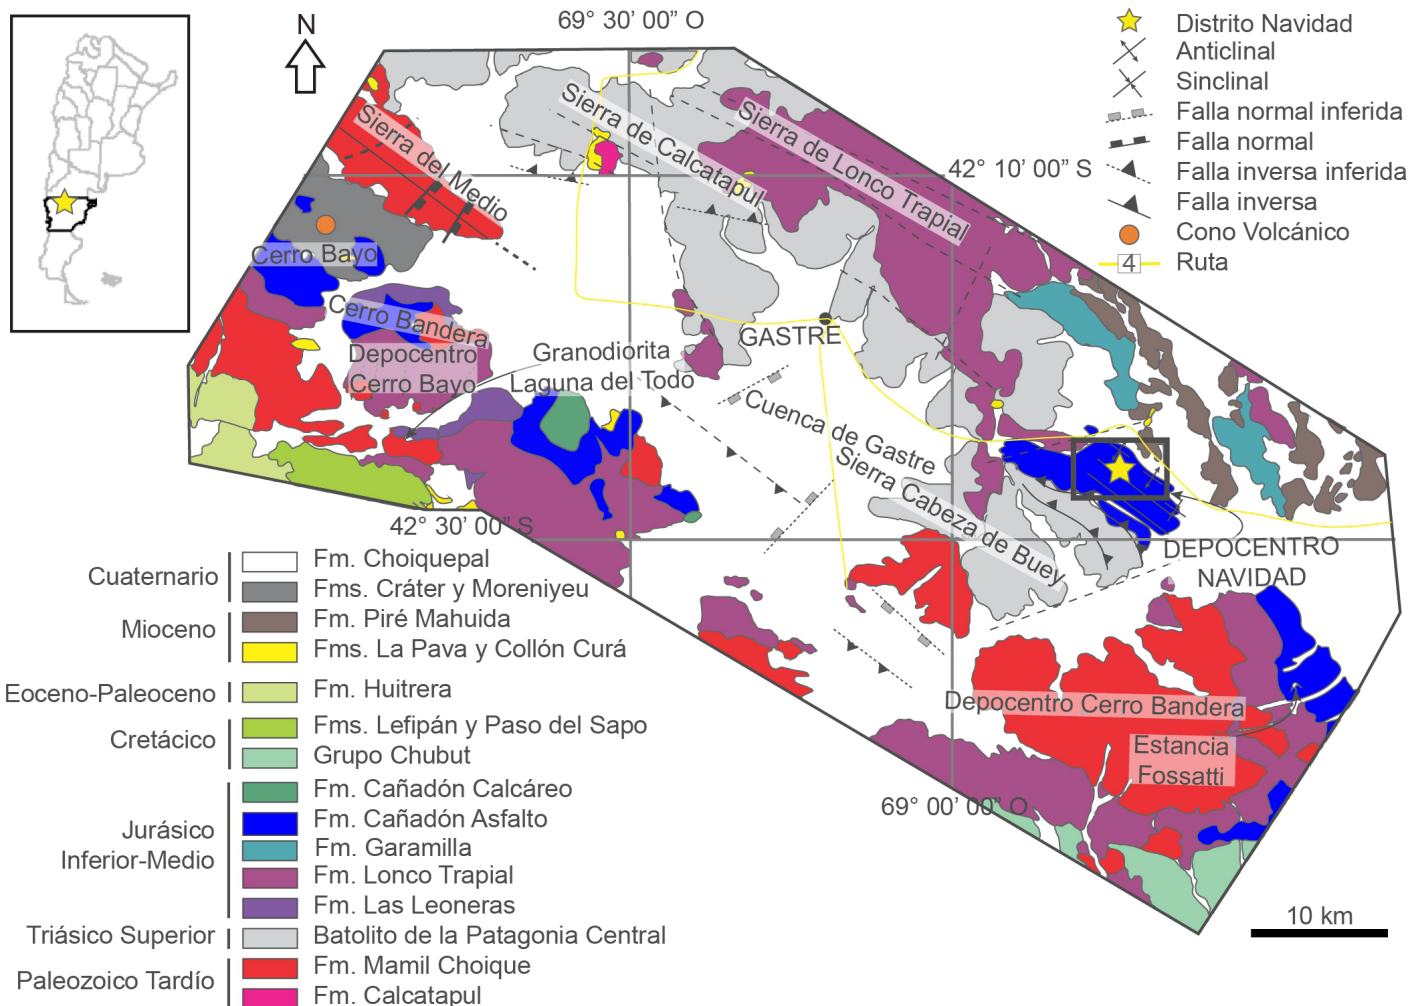 69° 30’ 00” O
N
Distrito Navidad
Anticlinal
Sinclinal
Falla normal inferida
Falla normal
Falla inversa inferida
Falla inversa
Cono Volcánico
4
Ruta
42° 10’ 00” S
Sierra del Medio
Sierra de Calcatapul
Sierra de Lonco Trapial
Cerro Bayo
Cerro Bandera
Depocentro
Cerro Bayo
Granodiorita
Laguna del Todo
GASTRE
Cuenca de Gastre
Sierra Cabeza de Buey
42° 30’ 00” S
DEPOCENTRO
NAVIDAD
Depocentro Cerro Bandera
Estancia
Fossatti
69° 00’ 00” O
10 km
Cuaternario
Fm. Choiquepal
Fms. Cráter y Moreniyeu
Mioceno
Fm. Piré Mahuida
Fms. La Pava y Collón Curá
Eoceno-Paleoceno
Fm. Huitrera
Cretácico
Fms. Lefipán y Paso del Sapo
Grupo Chubut
Jurásico
Inferior-Medio
Fm. Cañadón Calcáreo
Fm. Cañadón Asfalto
Fm. Garamilla
Fm. Lonco Trapial
Fm. Las Leoneras
Triásico Superior
Batolito de la Patagonia Central
Paleozoico Tardío
Fm. Mamil Choique
Fm. Calcatapul